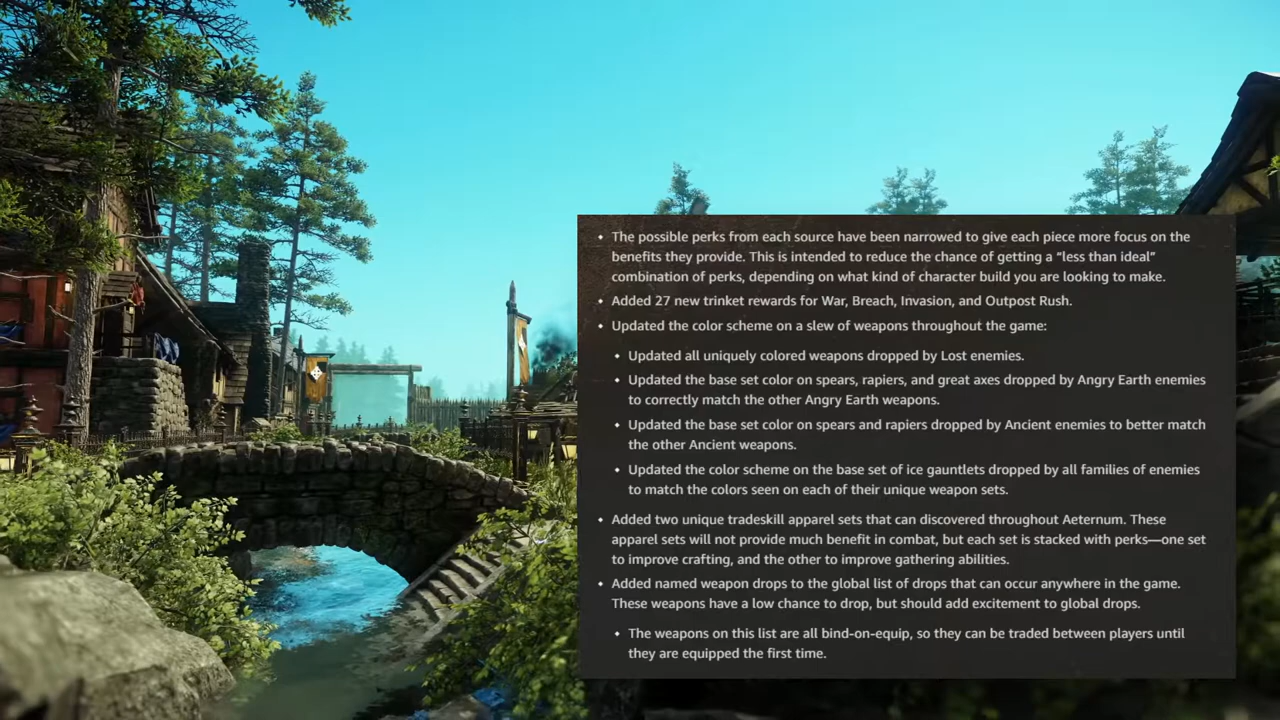 • The possible perks from each source have been narrowed to give each piece more focus on the
benefits they provide. This is intended to reduce the chance of getting a “less than ideal”
combination of perks, depending on what kind of character build you are looking to make.
• Added 27 new trinket rewards for War, Breach, Invasion, and Outpost Rush.
• Updated the color scheme on a slew of weapons throughout the game:
• Updated all uniquely colored weapons dropped by Lost enemies.
• Updated the base set color on spears, rapiers, and great axes dropped by Angry Earth enemies
to correctly match the other Angry Earth weapons.
• Updated the base set color on spears and rapiers dropped by Ancient enemies to better match
the other Ancient weapons.
• Updated the color scheme on the base set of ice gauntlets dropped by all families of enemies
to match the colors seen on each of their unique weapon sets.
• Added two unique tradeskill apparel sets that can discovered throughout Aeternum. These
apparel sets will not provide much benefit in combat, but each set is stacked with perks—one set
to improve crafting, and the other to improve gathering abilities.
• Added named weapon drops to the global list of drops that can occur anywhere in the game.
These weapons have a low chance to drop, but should add excitement to global drops.
• The weapons on this list are all bind-on-equip, so they can be traded between players until
they are equipped the first time.